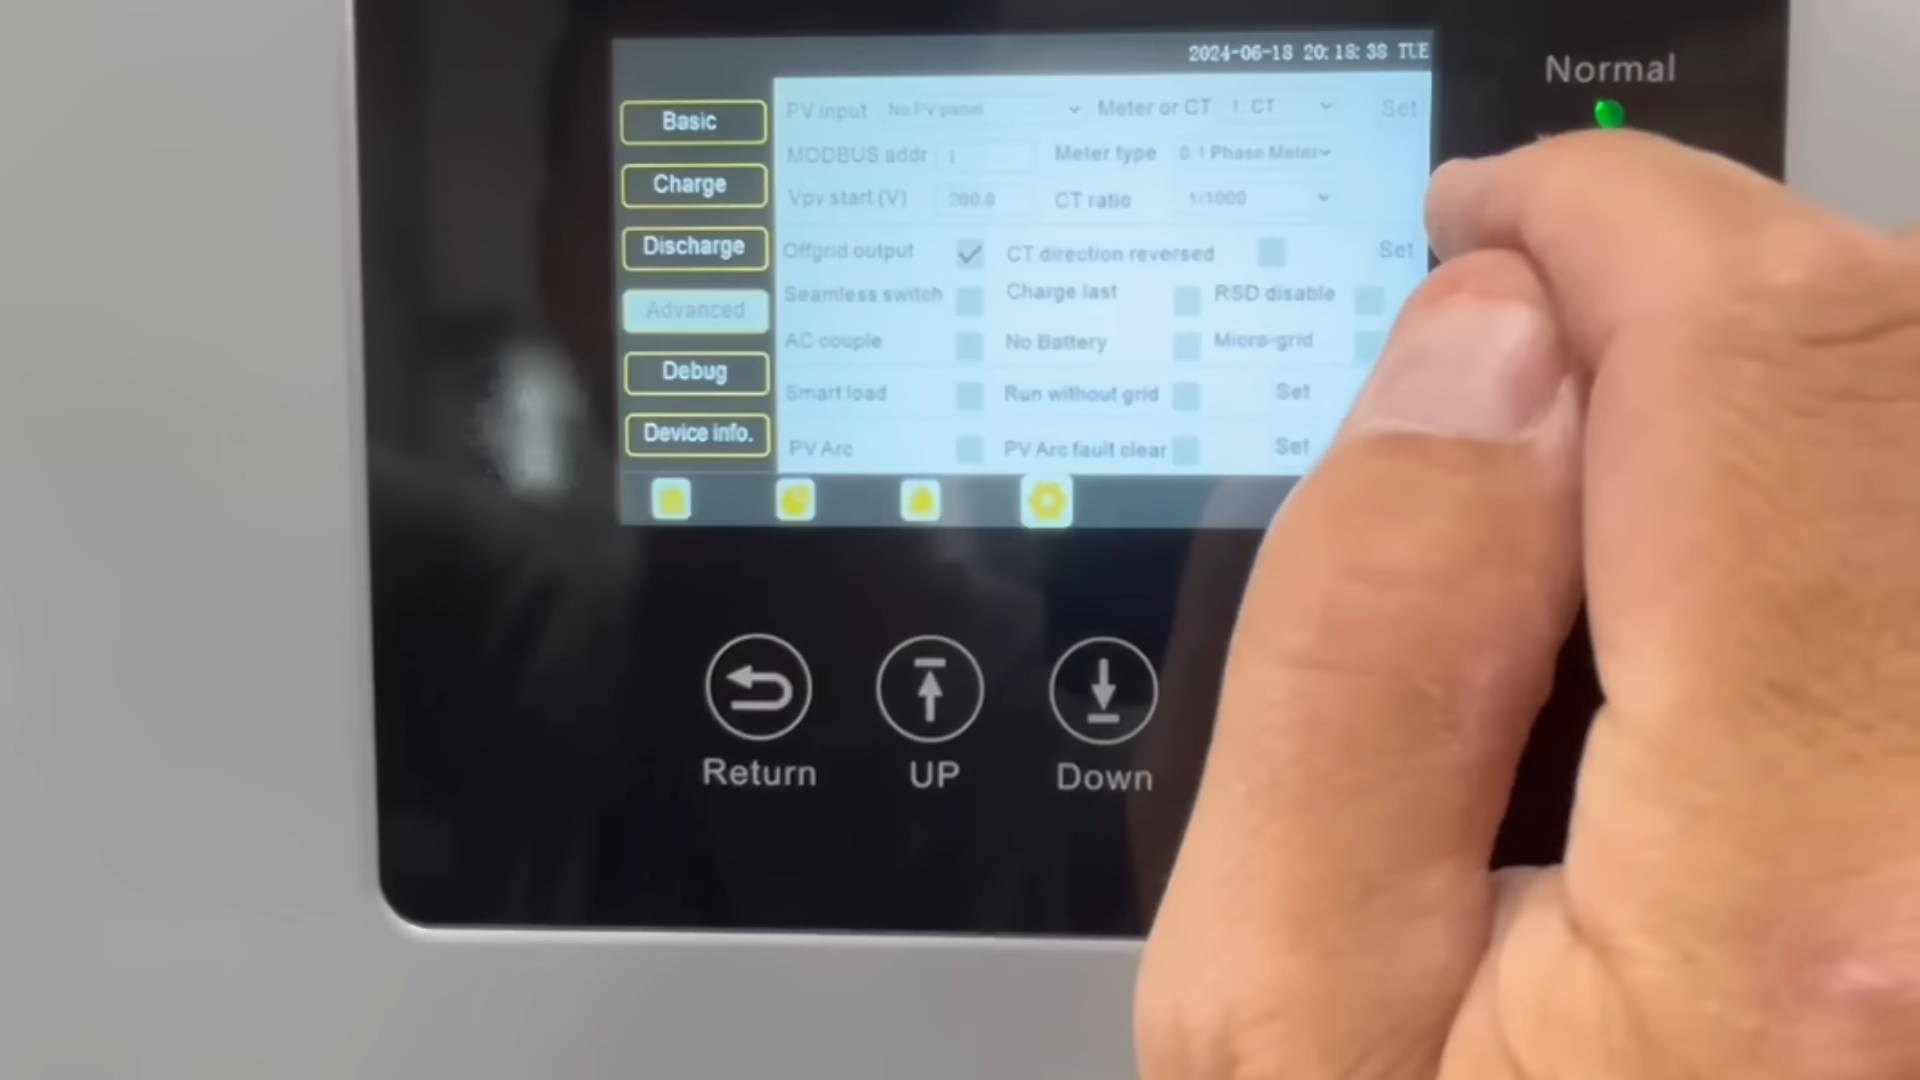 2024-06-18 20:18:38 TUE
Normal
Basic
Charge
Discharge
Advanced
Debug
Device info.
PV input No PV panel Meter or CT 1: CT Set
MODBUS addr 1 Meter type 0: 1 Phase Meter
Vpv start (V) 200.0 CT ratio 1/1000
Offgrid output CT direction reversed Set
Seamless switch Charge last RSD disable
AC couple No Battery Micro-grid
Smart load Run without grid Set
PV Arc PV Arc fault clear Set
Return UP Down